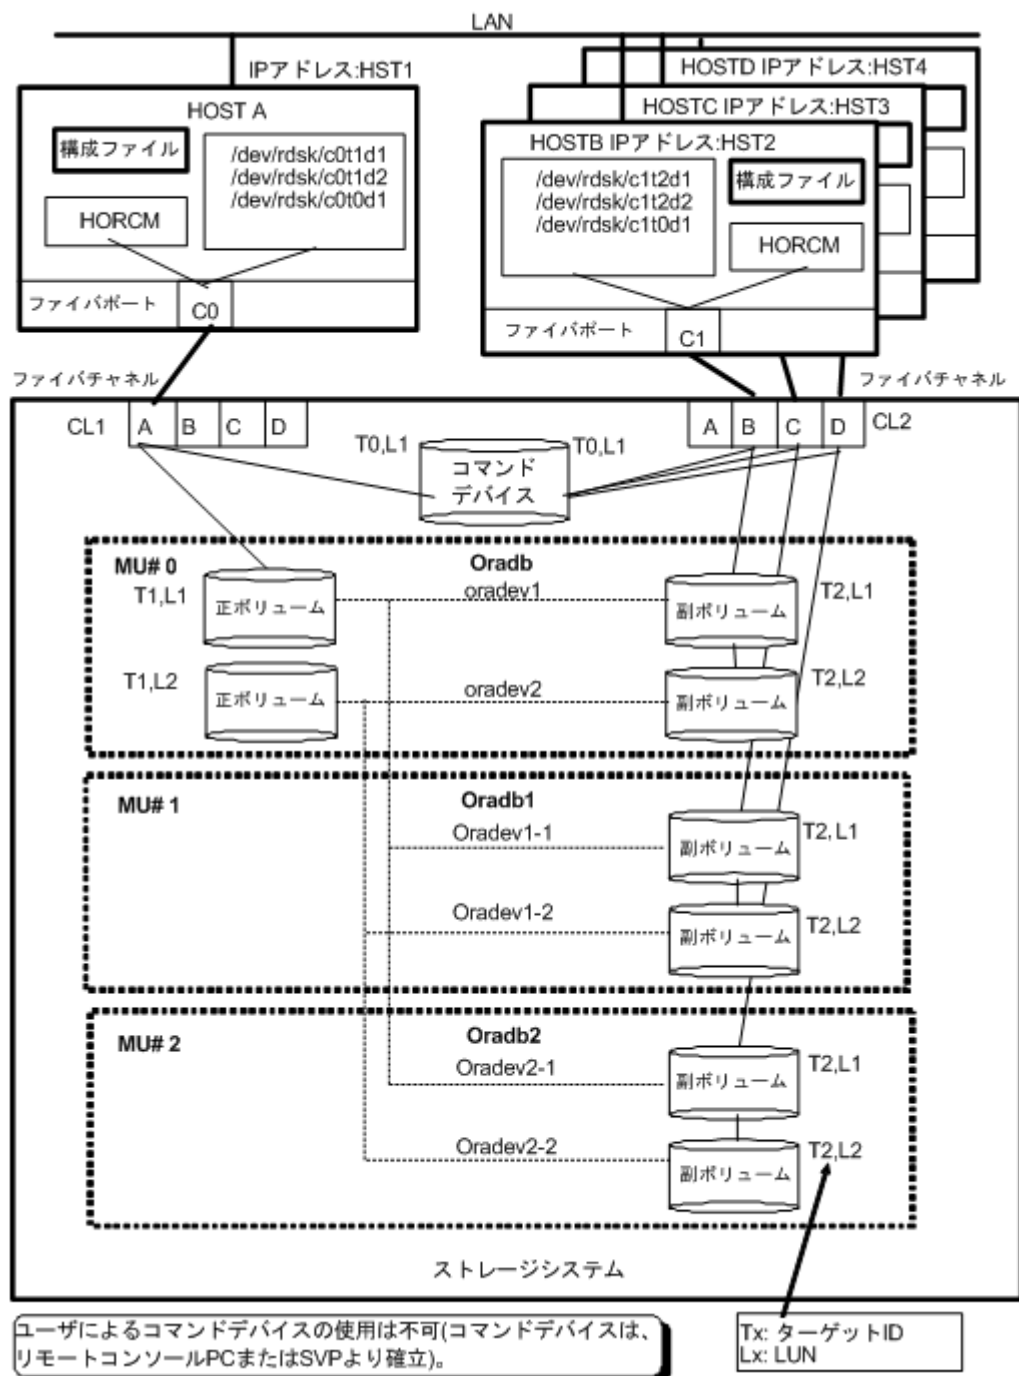 LAN
IPアドレス:HST1
HOSTD IPアドレス:HST4
HOSTC IPアドレス:HST3
HOST A
HOSTB IPアドレス:HST2
構成ファイル
/dev/rdsk/c0t1d1
/dev/rdsk/c0t1d2
/dev/rdsk/c0t0d1
HORCM
/dev/rdsk/c1t2d1
/dev/rdsk/c1t2d2
/dev/rdsk/c1t0d1
構成ファイル
HORCM
ファイバポート
C0
ファイバポート
C1
ファイバチャネル
ファイバチャネル
CL1
A
B
C
D
A
B
C
D
CL2
T0,L1
T0,L1
コマンド
デバイス
MU# 0
Oradb
T1,L1
正ボリューム
oradev1
副ボリューム
T2,L1
T1,L2
正ボリューム
oradev2
副ボリューム
T2,L2
MU# 1
Oradb1
Oradev1-1
副ボリューム
T2,L1
Oradev1-2
副ボリューム
T2,L2
MU# 2
Oradb2
Oradev2-1
副ボリューム
T2,L1
Oradev2-2
副ボリューム
T2,L2
ストレージシステム
ユーザによるコマンドデバイスの使用は不可(コマンドデバイスは、
リモートコンソールPCまたはSVPより確立)。
Tx: ターゲットID
Lx: LUN